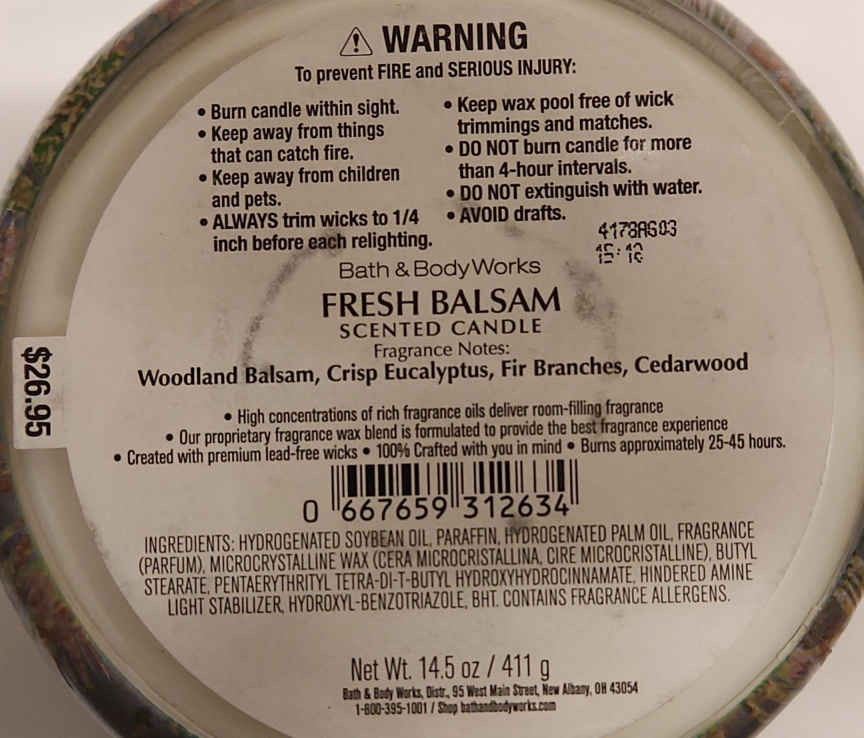 WARNING
To prevent FIRE and SERIOUS INJURY:
• Burn candle within sight.
• Keep away from things
that can catch fire.
• Keep away from children
and pets.
• ALWAYS trim wicks to 1/4
inch before each relighting.
• Keep wax pool free of wick
trimmings and matches.
• DO NOT burn candle for more
than 4-hour intervals.
• DO NOT extinguish with water.
• AVOID drafts.
4178AG03
Bath & Body Works
FRESH BALSAM
SCENTED CANDLE
Fragrance Notes:
Woodland Balsam, Crisp Eucalyptus, Fir Branches, Cedarwood
$26.95
• High concentrations of rich fragrance oils deliver room-filling fragrance
• Our proprietary fragrance wax blend is formulated to provide the best fragrance experience
• Created with premium lead-free wicks • 100% Crafted with you in mind • Burns approximately 25-45 hours.
0 667659 312634
INGREDIENTS: HYDROGENATED SOYBEAN OIL, PARAFFIN, HYDROGENATED PALM OIL, FRAGRANCE
(PARFUM), MICROCRYSTALLINE WAX (CERA MICROCRISTALLINA, CIRE MICROCRISTALLINE), BUTYL
STEARATE, PENTAERYTHRITYL TETRA-DI-T-BUTYL HYDROXYHYDROCINNAMATE, HINDERED AMINE
LIGHT STABILIZER, HYDROXYL-BENZOTRIAZOLE, BHT. CONTAINS FRAGRANCE ALLERGENS.
Net Wt. 14.5 oz / 411 g
Bath & Body Works, Distr., 95 West Main Street, New Albany, OH 43054
1-800-395-1001 / Shop bathandbodyworks.com